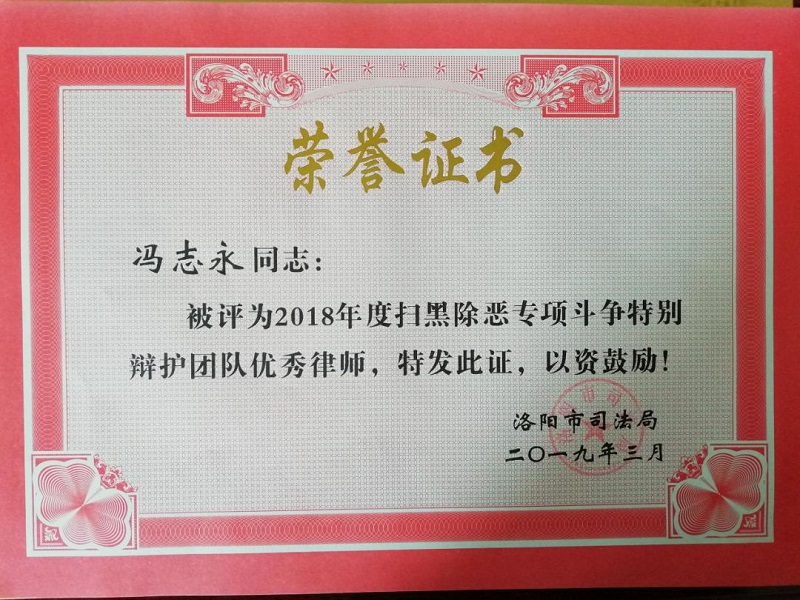 荣誉证书
冯志永同志：
被评为2018年度扫黑除恶专项斗争特别
辩护团队优秀律师，特发此证，以资鼓励！
洛阳市司法局
二〇一九年三月